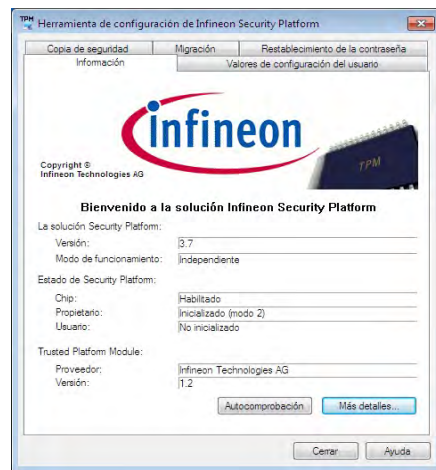 TPM Herramienta de configuración de Infineon Security Platform
Copia de seguridad Migración Restablecimiento de la contraseña
Información Valores de configuración del usuario
infineon
TPM
Copyright ©
Infineon Technologies AG
Bienvenido a la solución Infineon Security Platform
La solución Security Platform:
Versión: 3.7
Modo de funcionamiento: Independiente
Estado de Security Platform:
Chip: Habilitado
Propietario: Inicializado (modo 2)
Usuario: No inicializado
Trusted Platform Module:
Proveedor: Infineon Technologies AG
Versión: 1.2
Autocomprobación Más detalles...
Cerrar Ayuda